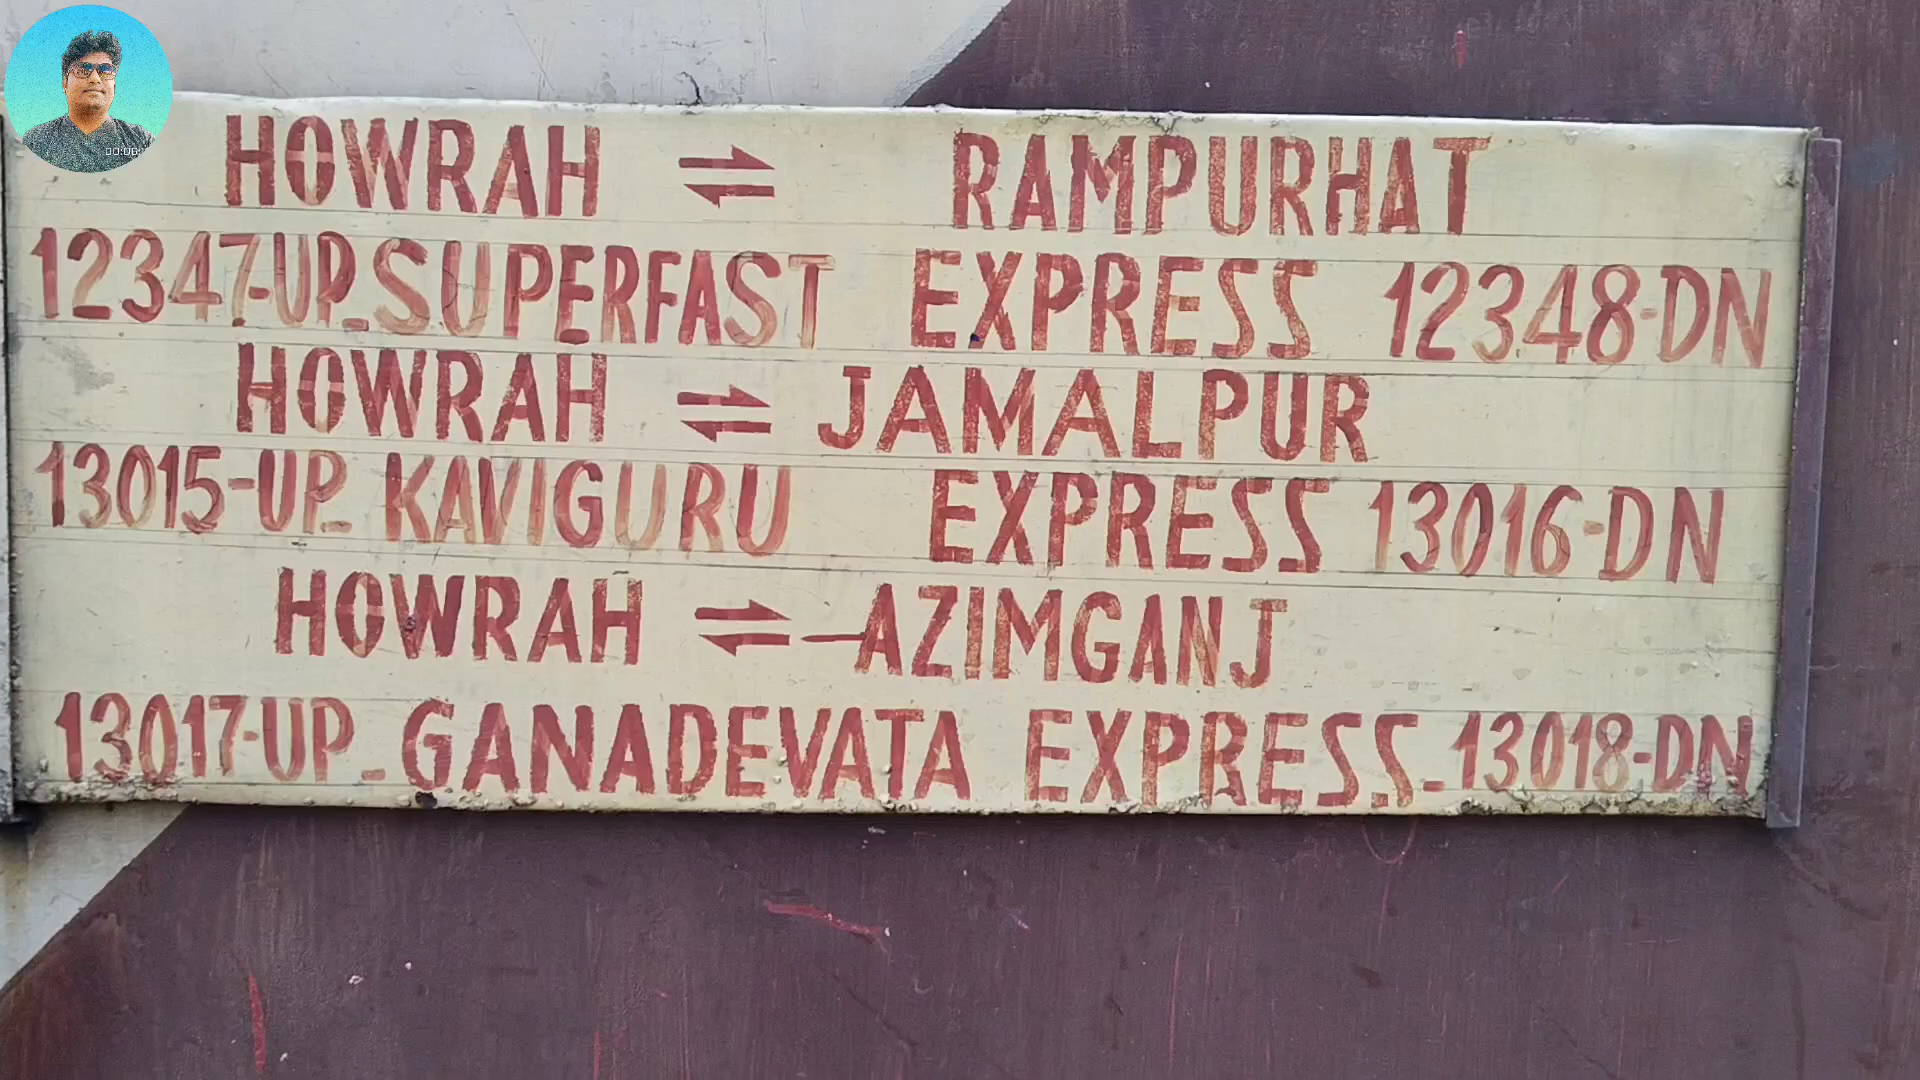 HOWRAH ⇌ RAMPURHAT
12347-UP-SUPERFAST EXPRESS 12348-DN
HOWRAH ⇌ JAMALPUR
13015-UP- KAVIGURU EXPRESS 13016-DN
HOWRAH ⇌-AZIMGANJ
13017-UP-GANADEVATA EXPRESS-13018-DN